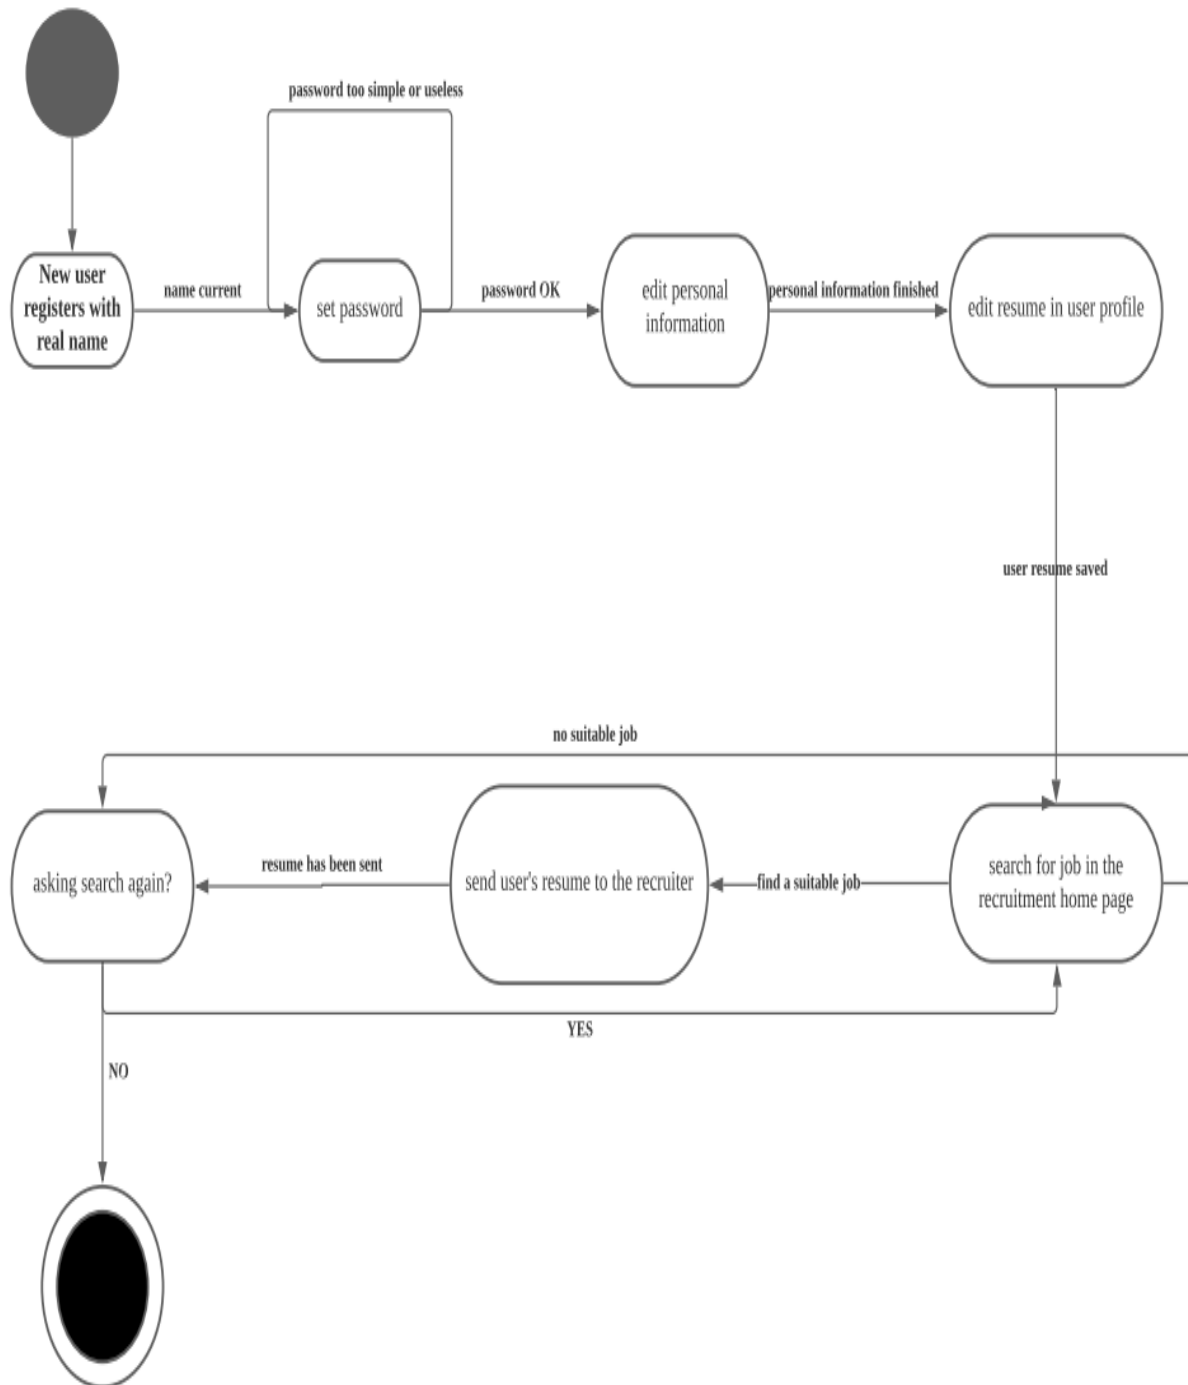 password too simple or useless
New user
registers with
real name
name current
set password
password OK
edit personal
information
personal information finished
edit resume in user profile
user resume saved
no suitable job
asking search again?
resume has been sent
send user's resume to the recruiter
find a suitable job
search for job in the
recruitment home page
YES
NO